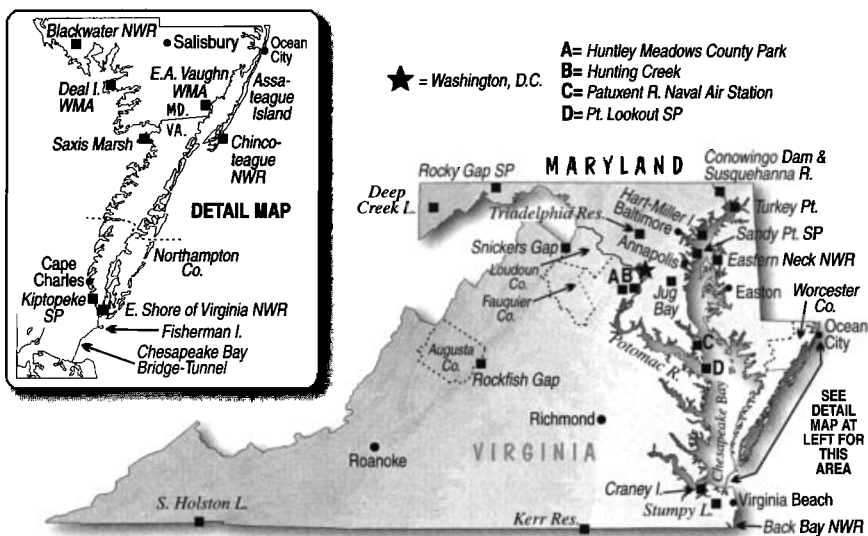 Blackwater NWR
Salisbury
Ocean
City
Deal I.
WMA
E.A. Vaughn
WMA
Assa-
teague
Island
MD.
VA.
Saxis Marsh
Chinco-
teague
NWR
DETAIL MAP
Northampton
Co.
Cape
Charles
Kiptopeke
SP
E. Shore of Virginia NWR
Fisherman I.
Chesapeake Bay
Bridge-Tunnel
= Washington, D.C.
A= Huntley Meadows County Park
B= Hunting Creek
C= Patuxent R. Naval Air Station
D= Pt. Lookout SP
MARYLAND
Rocky Gap SP
Conowingo Dam &
Susquehanna
R.
Deep
Creek L.
Hart-Miller I.
Baltimore
Turkey Pt.
Triadelphia Res.
Sandy Pt. SP
Snickers Gap
Annapolis
Eastern Neck NWR
Loudoun
Co.
A B
Jug
Bay
Easton
Worcester
Co.
Fauquier
Co.
Ocean
City
C
Potomac R.
D
Augusta
Co.
Rockfish Gap
SEE
DETAIL
MAP AT
LEFT FOR
THIS
AREA
Richmond
Chesapeake Bay
VIRGINIA
Roanoke
Craney I.
S. Holston L.
Stumpy L.
Virginia Beach
Kerr Res.
Back Bay NWR